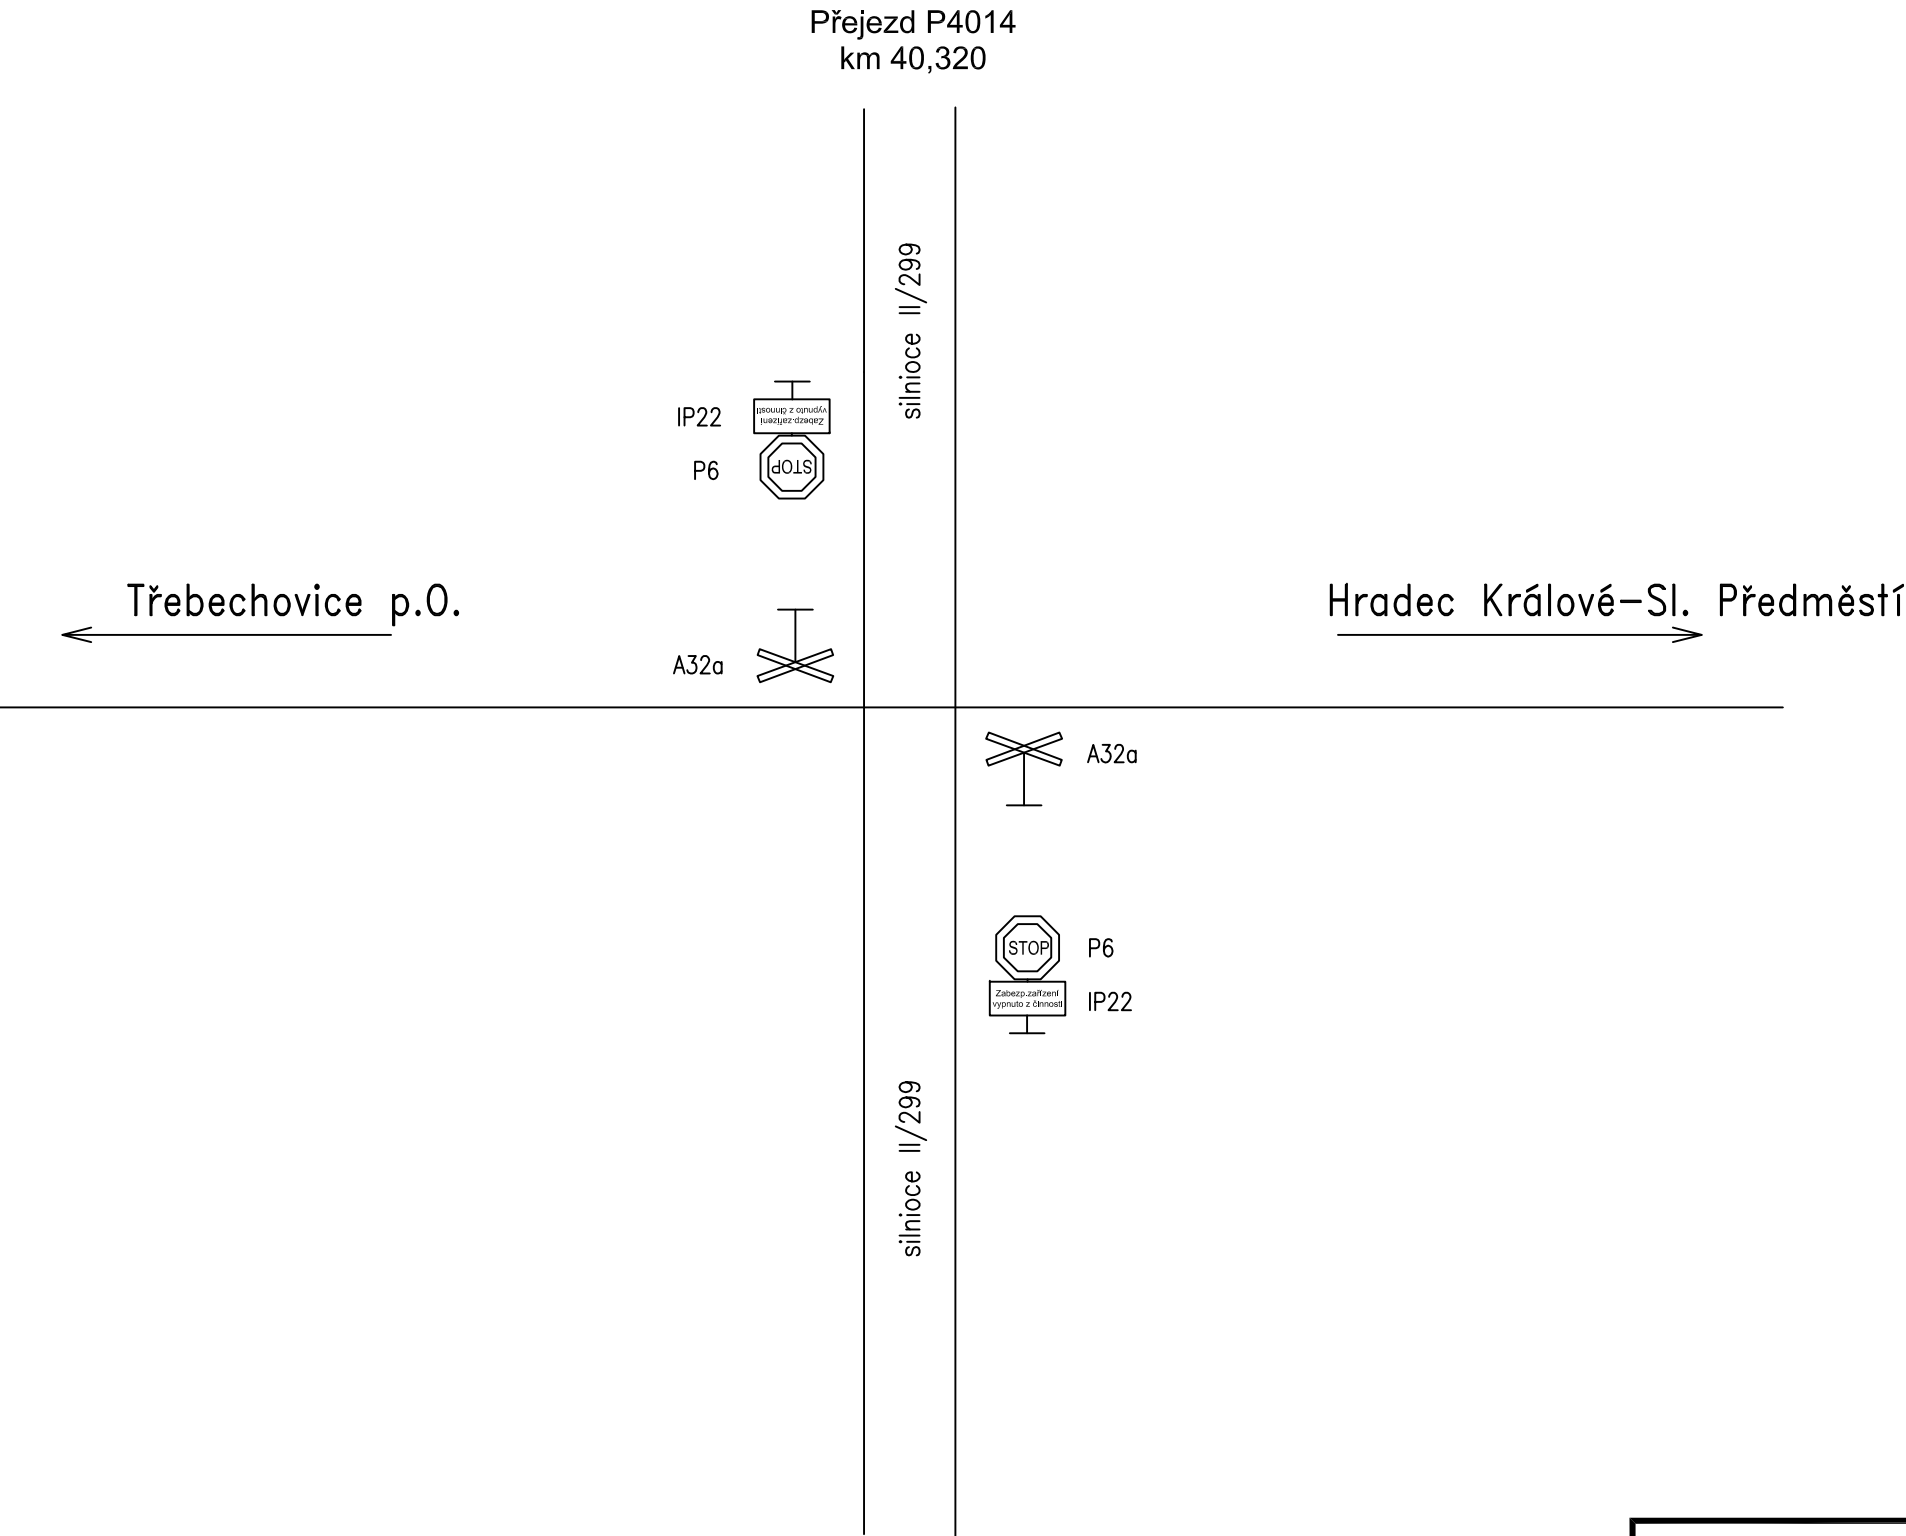 Přejezd P4014
km 40,320
silnioce II/299
IP22
Zabezp.zařízení
vypnuto z činnosti
P6
STOP
Třebechovice p.O.
Hradec Králové-Sl. Předměstí
A32a
A32a
STOP
P6
Zabezp.zařízení
vypnuto z činnosti
IP22
silnioce II/299